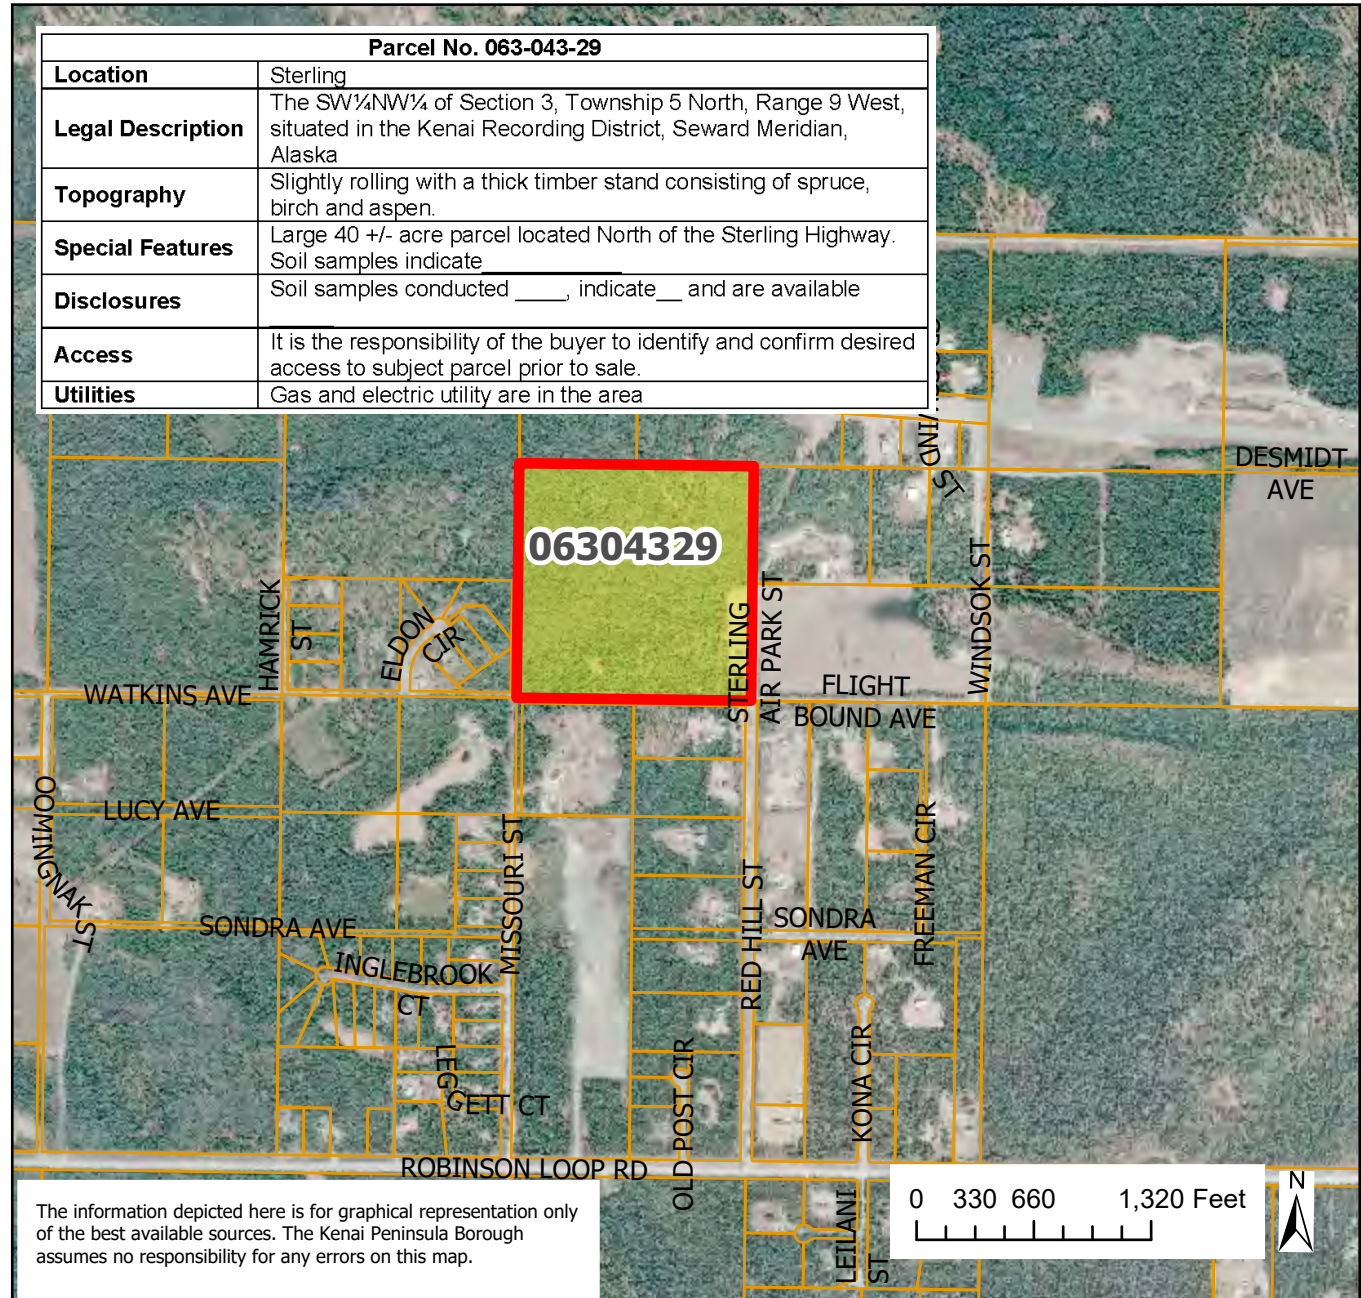 Parcel No. 063-043-29
Location Sterling
Legal Description The SW¼NW¼ of Section 3, Township 5 North, Range 9 West,
situated in the Kenai Recording District, Seward Meridian,
Alaska
Topography Slightly rolling with a thick timber stand consisting of spruce,
birch and aspen.
Special Features Large 40 +/- acre parcel located North of the Sterling Highway.
Soil samples indicate____________
Disclosures Soil samples conducted ____, indicate__ and are available
_____
Access It is the responsibility of the buyer to identify and confirm desired
access to subject parcel prior to sale.
Utilities Gas and electric utility are in the area
ST
DESMIDT
AVE
06304329
HAMRICK
ST
ELDON
CIR
STERLING
AIR PARK ST
WINDSOK ST
WATKINS AVE
FLIGHT
BOUND AVE
LUCY AVE
OOMINGNAK ST
MISSOURI ST
RED HILL ST
FREEMAN CIR
SONDRA AVE
SONDRA
AVE
INGLEBROOK
CT
LEGGETT CT
OLD POST CIR
KONA CIR
ROBINSON LOOP RD
LEILANI
ST
0 330 660 1,320 Feet
N
The information depicted here is for graphical representation only
of the best available sources. The Kenai Peninsula Borough
assumes no responsibility for any errors on this map.